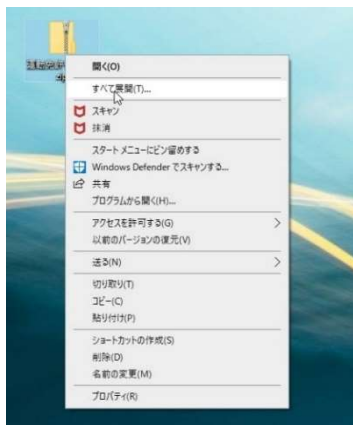 開く(O)
すべて展開(T)...
スキャン
抹消
スタート メニューにピン留めする
Windows Defender でスキャンする...
共有
プログラムから開く(H)...
アクセスを許可する(G)
以前のバージョンの復元(V)
送る(N)
切り取り(T)
コピー(C)
貼り付け(P)
ショートカットの作成(S)
削除(D)
名前の変更(M)
プロパティ(R)